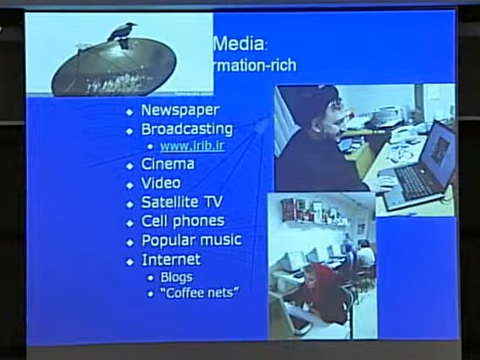 Media:
rmation-rich
Newspaper
Broadcasting
www.irib.ir
Cinema
Video
Satellite TV
Cell phones
Popular music
Internet
Blogs
"Coffee nets"